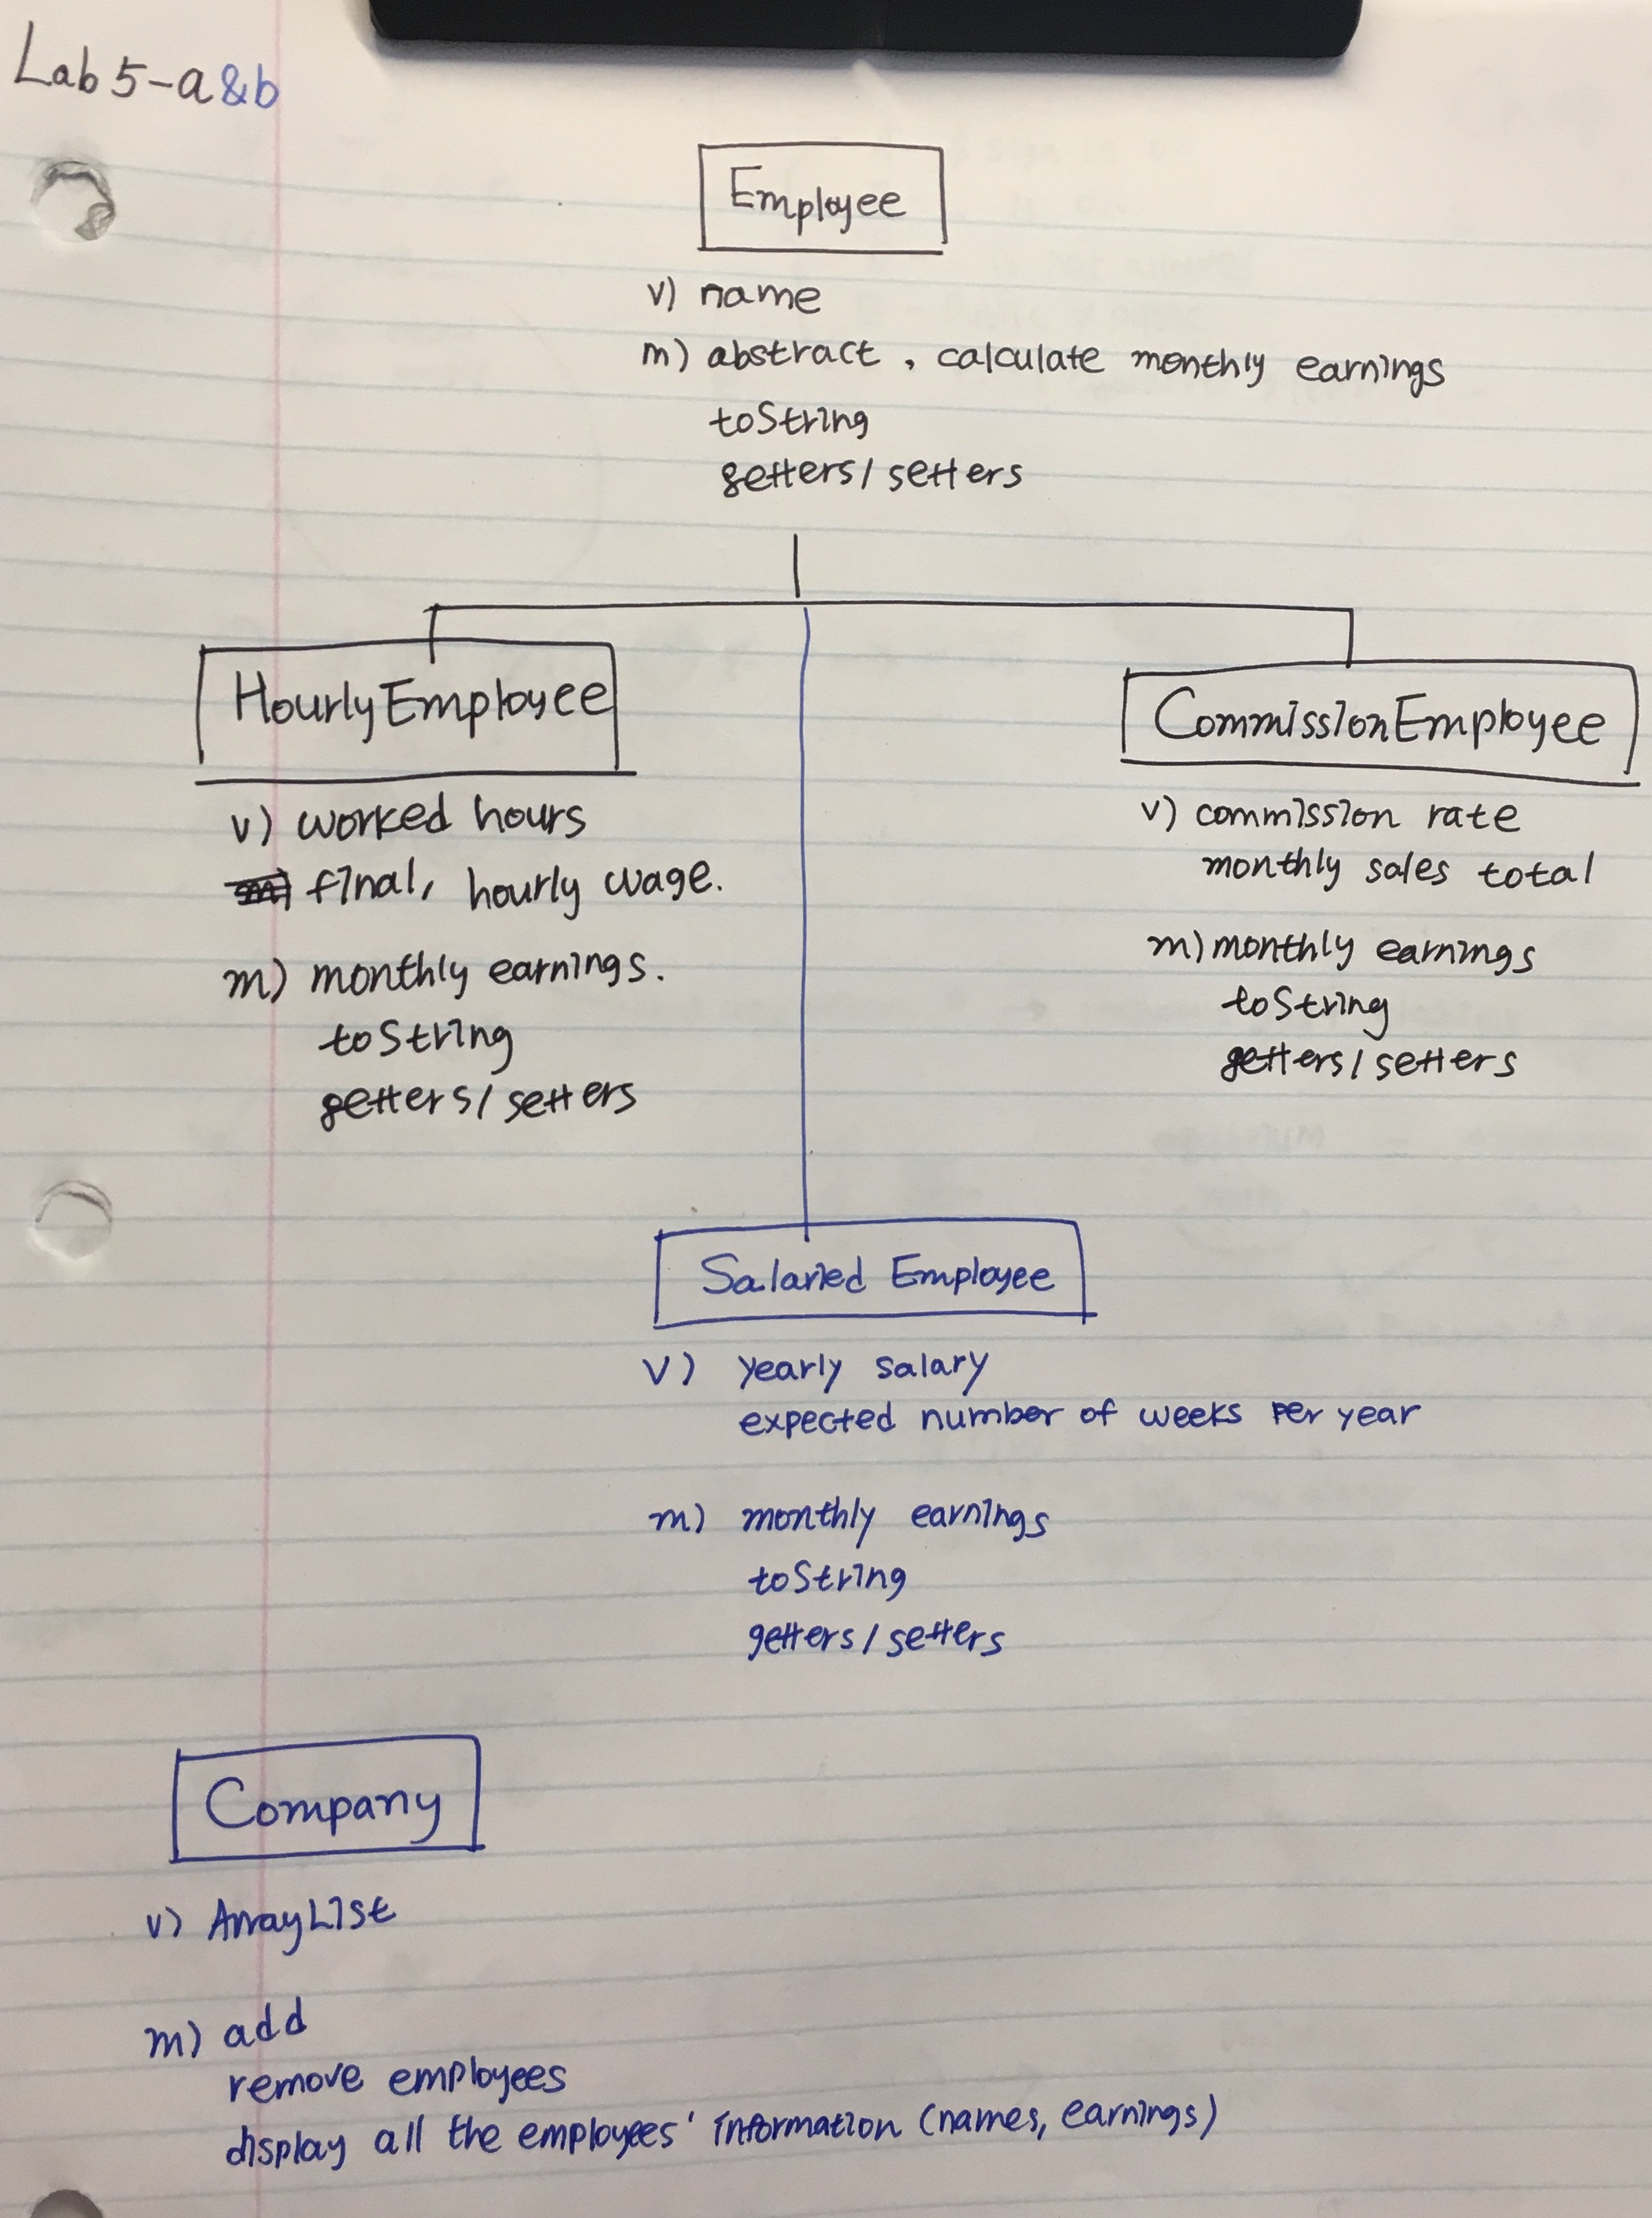 Lab 5-a&b
Employee
v) name
m) abstract, calculate monthly earnings
toString
getters/setters
HourlyEmployee
v) worked hours
final, hourly wage.
m) monthly earnings.
toString
getters/setters
CommissionEmployee
v) commission rate
monthly sales total
m) monthly earnings
toString
getters/setters
Salaried Employee
v) yearly salary
expected number of weeks per year
m) monthly earnings
toString
getters/setters
Company
v) ArrayList
m) add
remove employees
display all the employees' information (names, earnings)